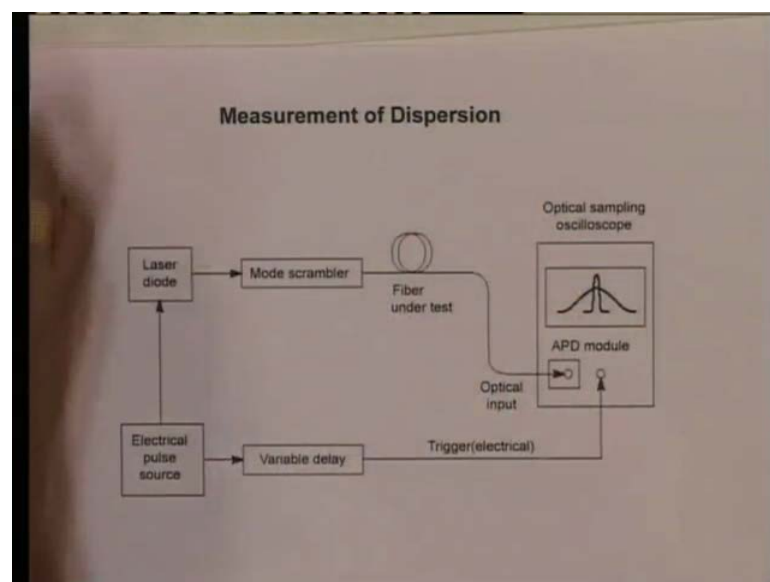 Measurement of Dispersion
Optical sampling
oscilloscope
Laser
diode
Mode scrambler
Fiber
under test
APD module
Optical
input
Electrical
pulse
source
Variable delay
Trigger(electrical)